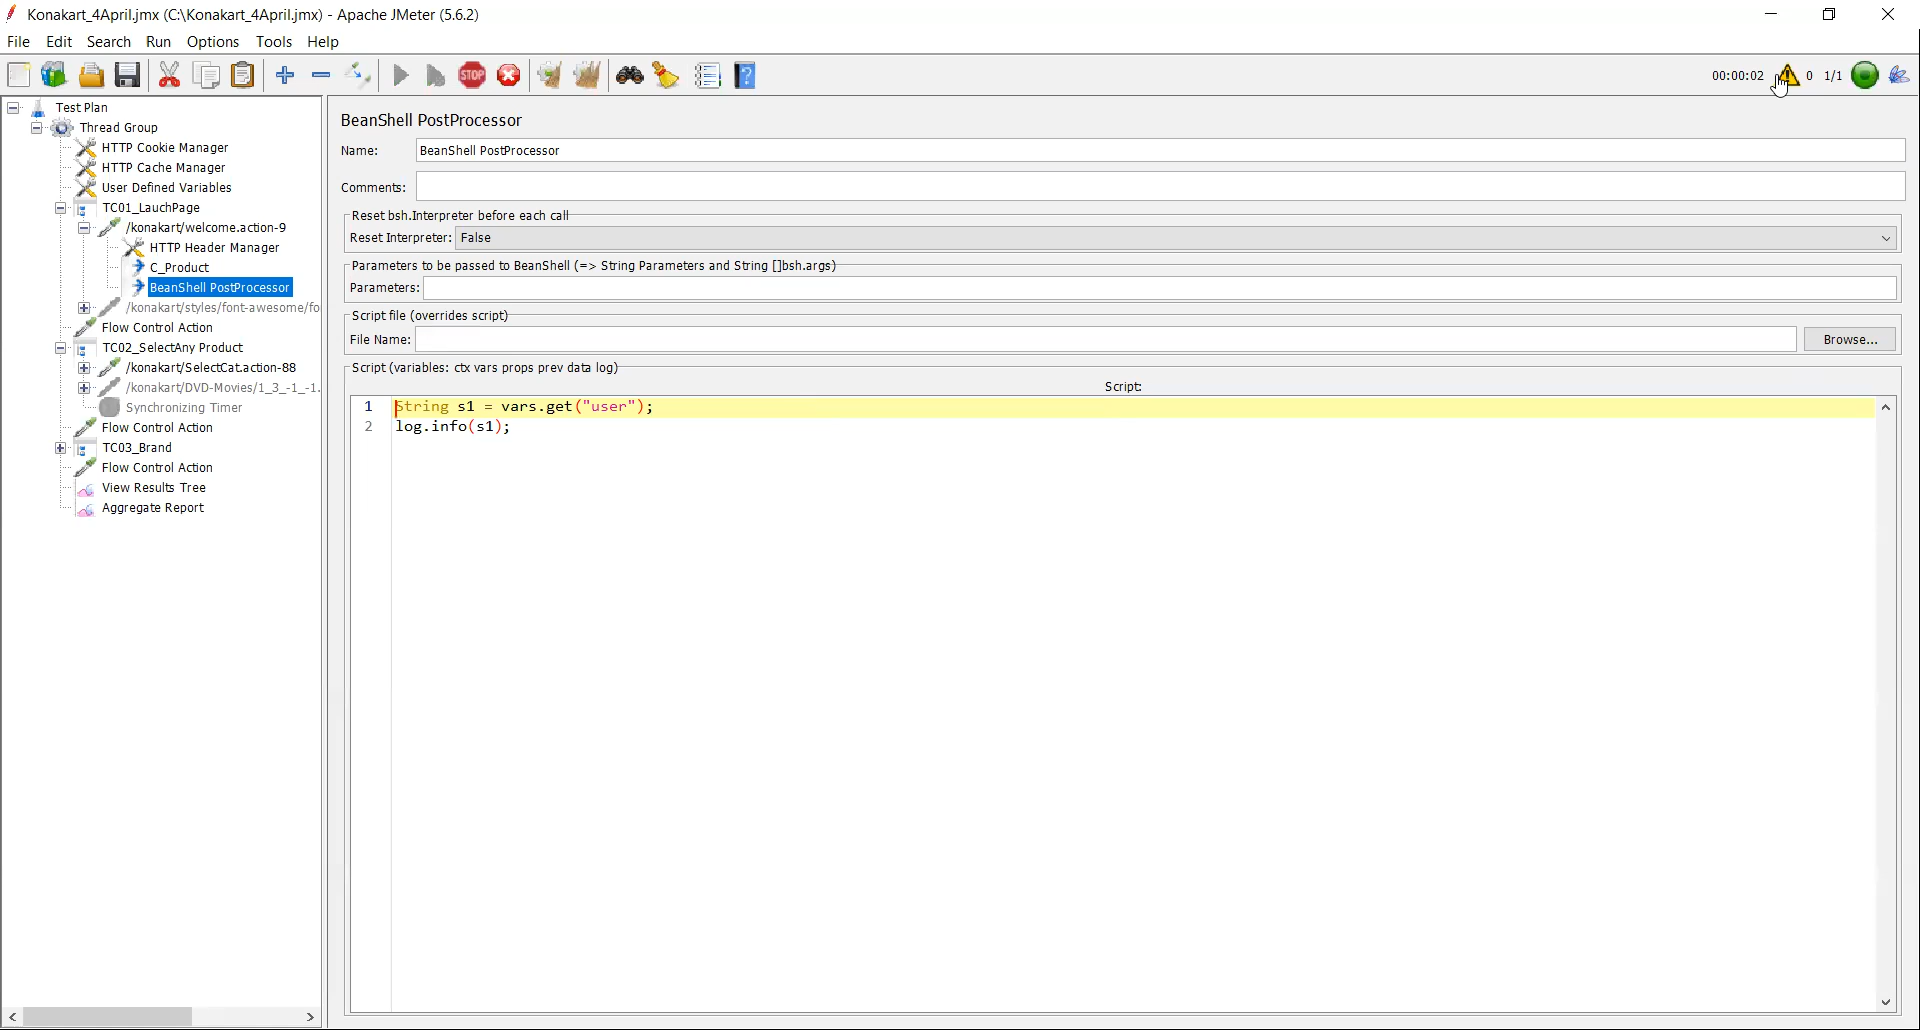 Konakart_4April.jmx (C:\Konakart_4April.jmx) - Apache JMeter (5.6.2)
File Edit Search Run Options Tools Help
STOP
?
00:00:02 0 1/1
Test Plan
Thread Group
HTTP Cookie Manager
HTTP Cache Manager
User Defined Variables
TC01_LauchPage
/konakart/welcome.action-9
HTTP Header Manager
C_Product
BeanShell PostProcessor
/konakart/styles/font-awesome/fo
Flow Control Action
TC02_SelectAny Product
/konakart/SelectCat.action-88
/konakart/DVD-Movies/1_3_-1_-1.
Synchronizing Timer
Flow Control Action
TC03_Brand
Flow Control Action
View Results Tree
Aggregate Report
BeanShell PostProcessor
Name: BeanShell PostProcessor
Comments:
Reset bsh.Interpreter before each call
Reset Interpreter: False
Parameters to be passed to BeanShell (=> String Parameters and String []bsh.args)
Parameters:
Script file (overrides script)
File Name: Browse...
Script (variables: ctx vars props prev data log)
Script:
1 String s1 = vars.get("user");
2 log.info(s1);